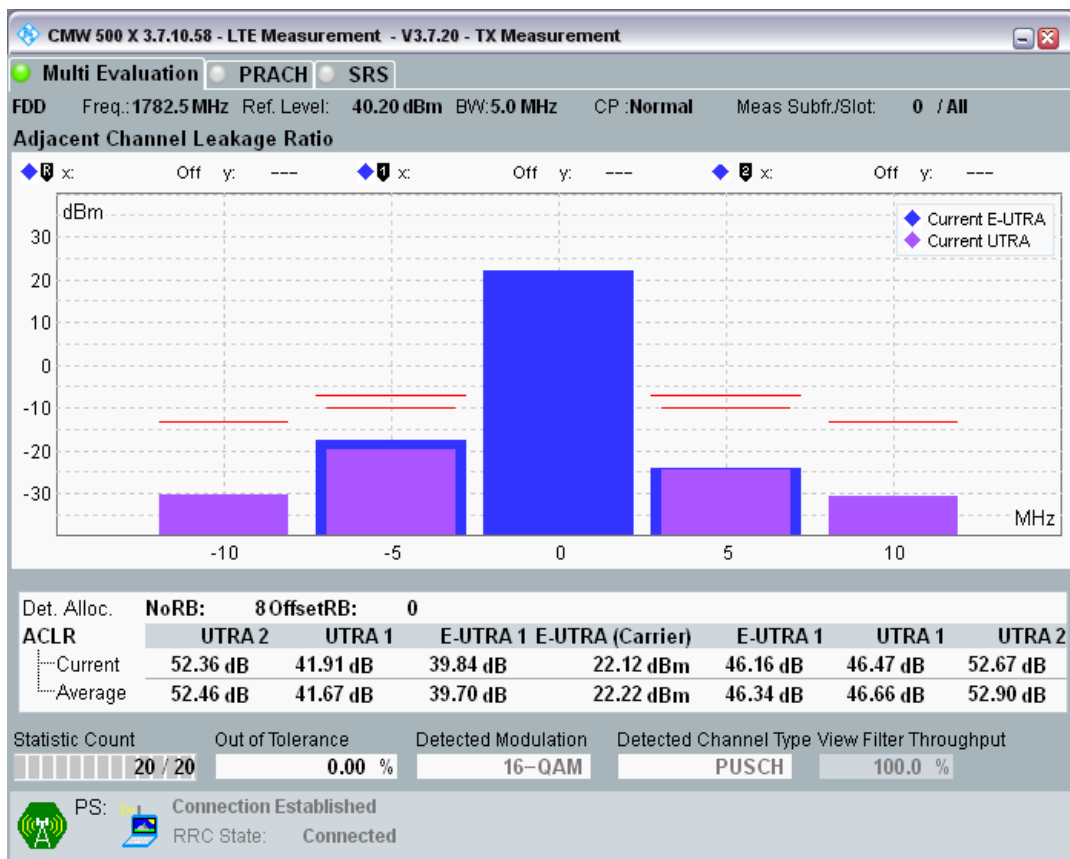 CMW 500 X 3.7.10.58 - LTE Measurement - V3.7.20 - TX Measurement
Multi Evaluation PRACH SRS
FDD Freq.:1782.5 MHz Ref. Level: 40.20 dBm BW:5.0 MHz CP :Normal Meas Subfr./Slot: 0 / All
Adjacent Channel Leakage Ratio
R x: Off y: --- 1 x: Off y: --- 2 x: Off y: ---
dBm
Current E-UTRA
Current UTRA
30
20
10
0
-10
-20
-30
MHz
-10 -5 0 5 10
Det. Alloc. NoRB: 8 OffsetRB: 0
ACLR UTRA 2 UTRA 1 E-UTRA 1 E-UTRA (Carrier) E-UTRA 1 UTRA 1 UTRA 2
Current 52.36 dB 41.91 dB 39.84 dB 22.12 dBm 46.16 dB 46.47 dB 52.67 dB
Average 52.46 dB 41.67 dB 39.70 dB 22.22 dBm 46.34 dB 46.66 dB 52.90 dB
Statistic Count Out of Tolerance Detected Modulation Detected Channel Type View Filter Throughput
20 / 20 0.00 % 16-QAM PUSCH 100.0 %
PS: Connection Established
RRC State: Connected